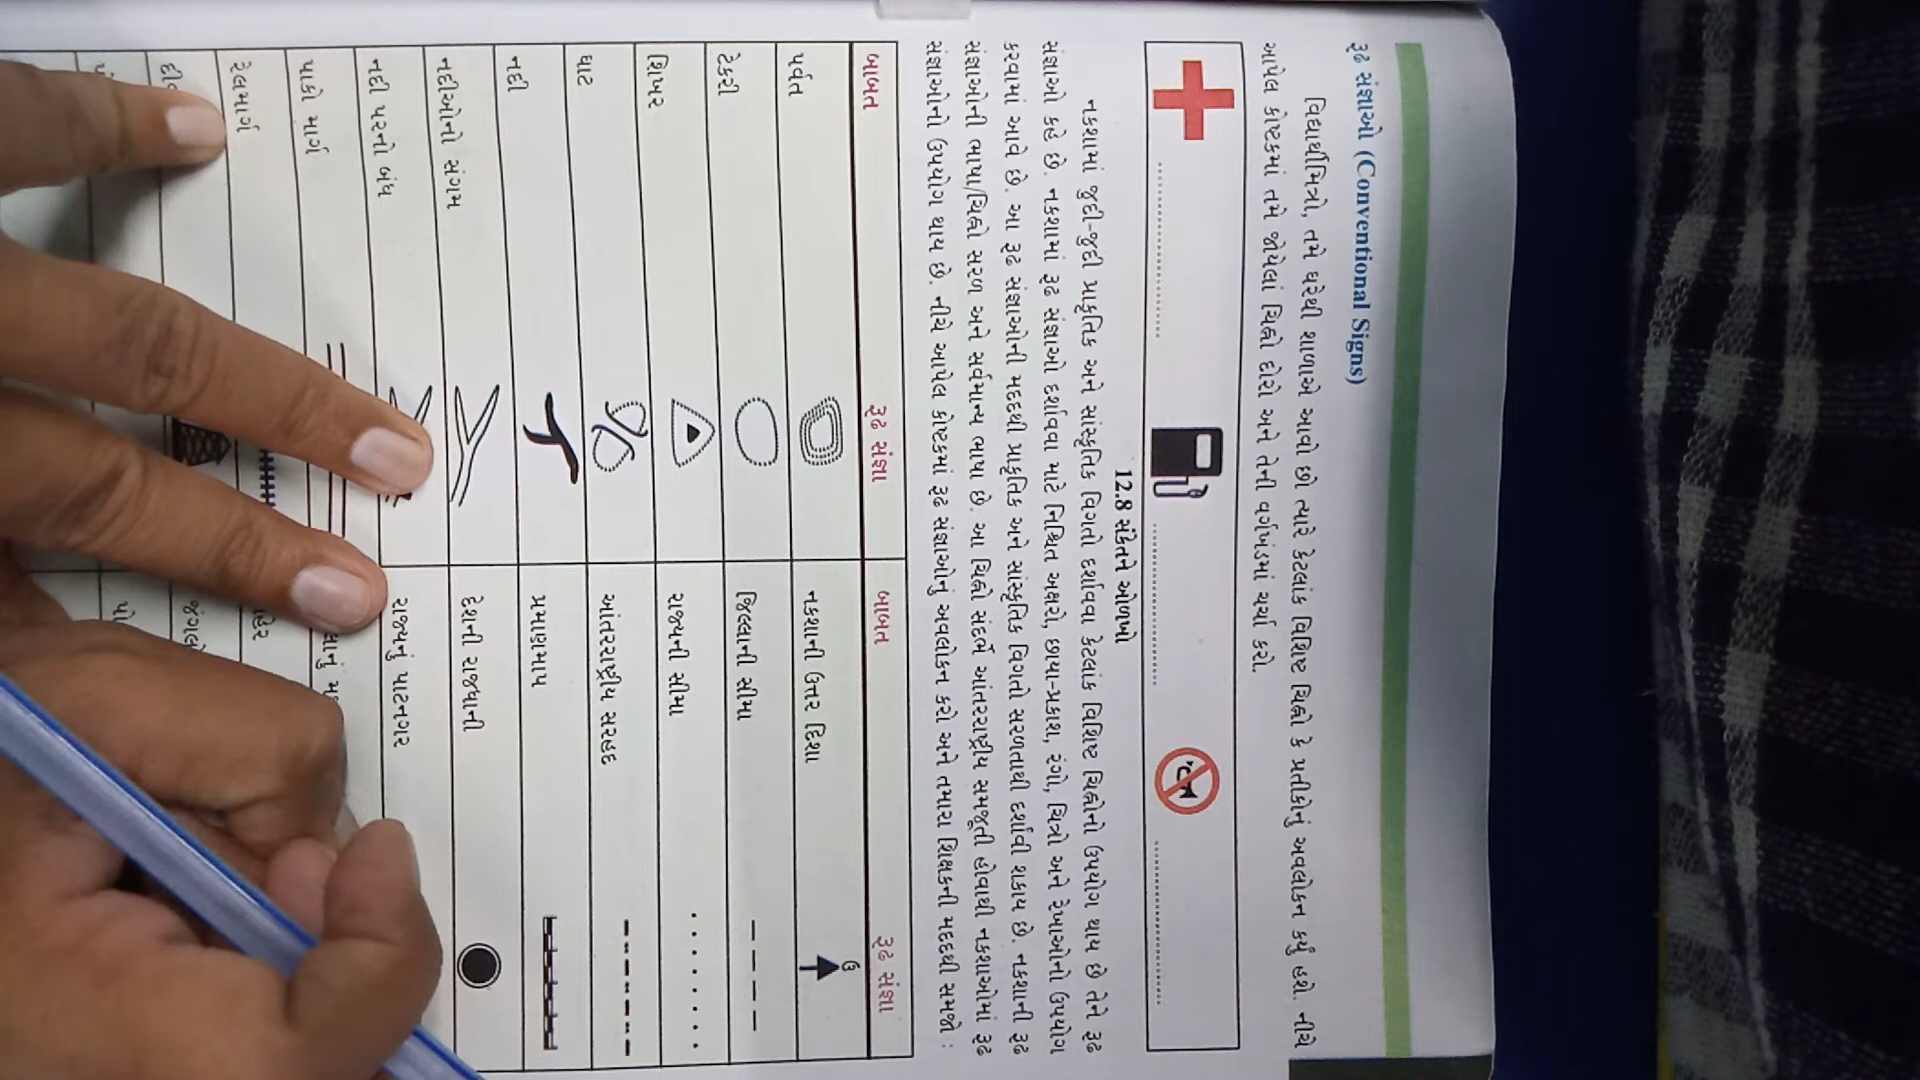 રૂઢ સંજ્ઞાઓ (Conventional Signs)
વિદ્યાર્થીમિત્રો, તમે ઘરેથી શાળાએ આવો છો ત્યારે કેટલાંક વિશિષ્ટ ચિહ્નો કે પ્રતીકોનું અવલોકન કર્યું હશે. નીચે
આપેલ કોષ્ટકમાં તમે જોયેલાં ચિહ્નો દોરો અને તેની વર્ગખંડમાં ચર્ચા કરો.
12.8 સંકેતને ઓળખો
નકશામાં જુદી-જુદી પ્રાકૃતિક અને સાંસ્કૃતિક વિગતો દર્શાવવા કેટલાંક વિશિષ્ટ ચિહ્નોનો ઉપયોગ થાય છે તેને રૂઢ
સંજ્ઞાઓ કહે છે. નકશામાં રૂઢ સંજ્ઞાઓ દર્શાવવા માટે નિશ્ચિત અક્ષરો, છાયા-પ્રકાશ, રંગો, ચિત્રો અને રેખાઓનો ઉપયોગ
કરવામાં આવે છે. આ રૂઢ સંજ્ઞાઓની મદદથી પ્રાકૃતિક અને સાંસ્કૃતિક વિગતો સરળતાથી દર્શાવી શકાય છે. નકશાની રૂઢ
સંજ્ઞાઓની ભાષા/ચિહ્નો સરળ અને સર્વમાન્ય ભાષા છે. આ ચિહ્નો સંદર્ભે આંતરરાષ્ટ્રીય સમજૂતી હોવાથી નકશાઓમાં રૂઢ
સંજ્ઞાઓનો ઉપયોગ થાય છે. નીચે આપેલ કોષ્ટકમાં રૂઢ સંજ્ઞાઓનું અવલોકન કરો અને તમારા શિક્ષકની મદદથી સમજો :
બાબત રૂઢ સંજ્ઞા બાબત રૂઢ સંજ્ઞા
પર્વત નકશાની ઉત્તર દિશા ઉ
ટેકરી જિલ્લાની સીમા
શિખર રાજ્યની સીમા
ઘાટ આંતરરાષ્ટ્રીય સરહદ
નદી પ્રમાણમાપ
નદીઓનો સંગમ દેશની રાજધાની
નદી પરનો બંધ રાજ્યનું પાટનગર
પાકો માર્ગ
રેલમાર્ગ